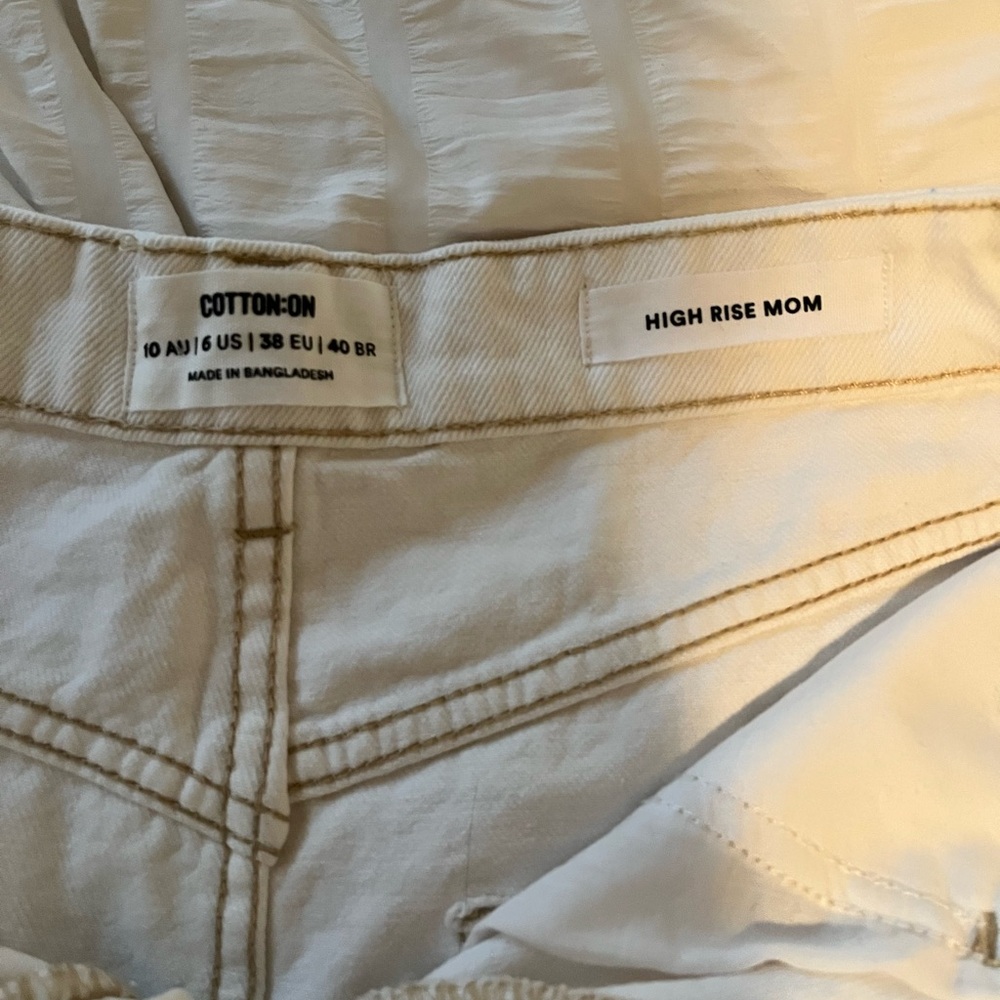 COTTON:ON
10 AU | 6 US | 38 EU | 40 BR
MADE IN BANGLADESH
HIGH RISE MOM